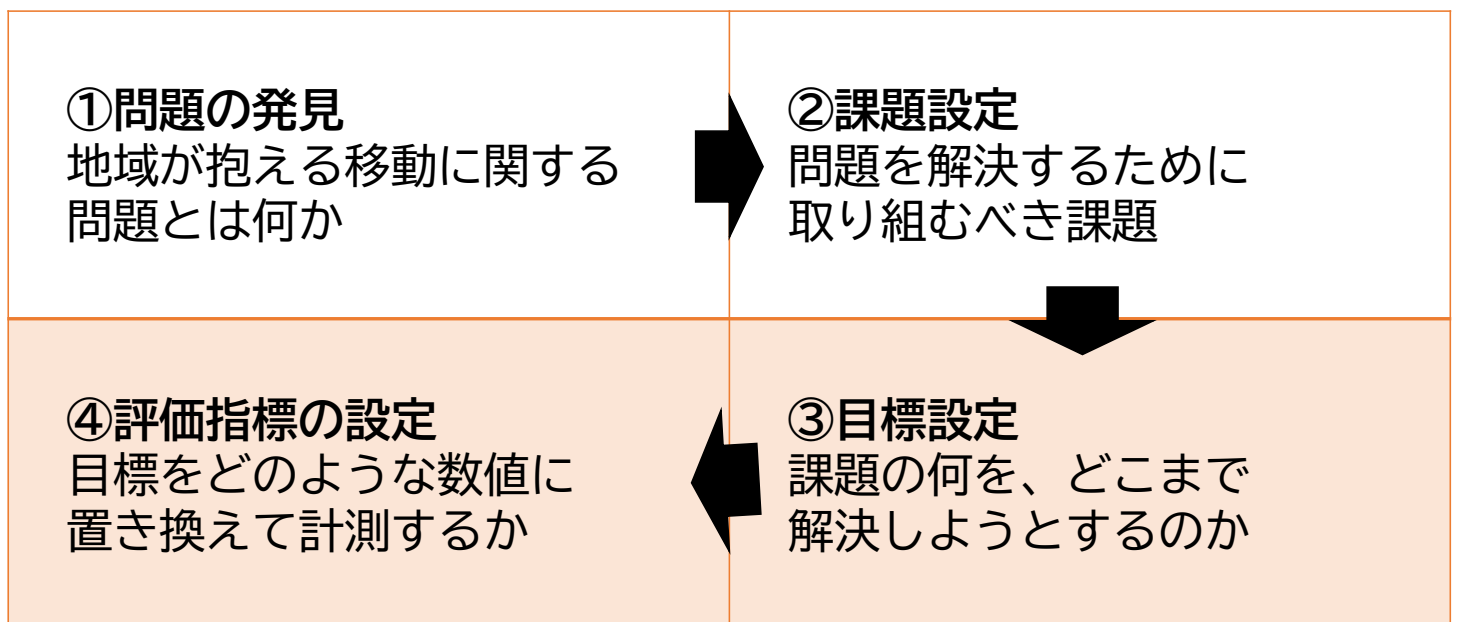 ①問題の発見
地域が抱える移動に関する
問題とは何か
②課題設定
問題を解決するために
取り組むべき課題
③目標設定
課題の何を、どこまで
解決しようとするのか
④評価指標の設定
目標をどのような数値に
置き換えて計測するか